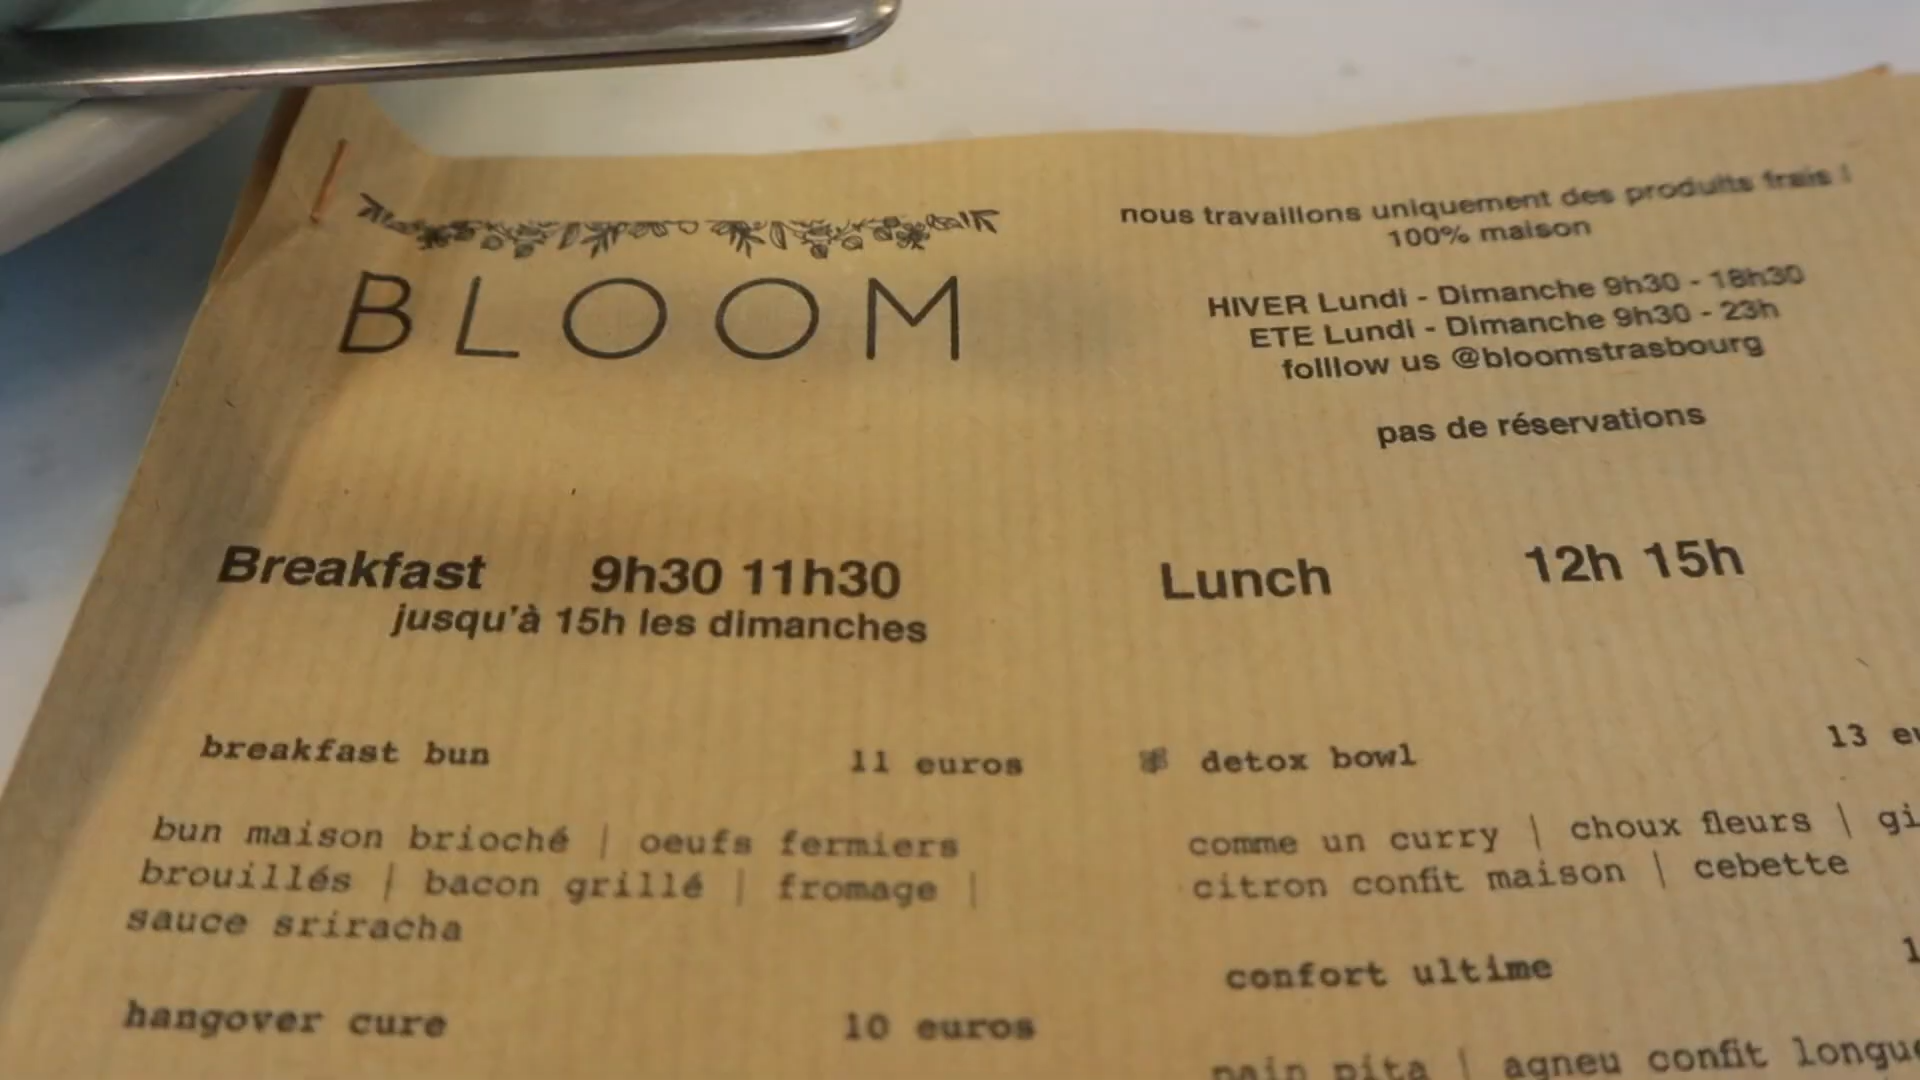 BLOOM
nous travaillons uniquement des produits frais !
100% maison
HIVER Lundi - Dimanche 9h30 - 18h30
ETE Lundi - Dimanche 9h30 - 23h
folllow us @bloomstrasbourg
pas de réservations
Breakfast 9h30 11h30
jusqu'à 15h les dimanches
breakfast bun 11 euros
bun maison brioché | oeufs fermiers
brouillés | bacon grillé | fromage |
sauce sriracha
hangover cure 10 euros
Lunch 12h 15h
detox bowl 13
comme un curry | choux fleurs |
citron confit maison | cebette
confort ultime
pain pita | agneu confit